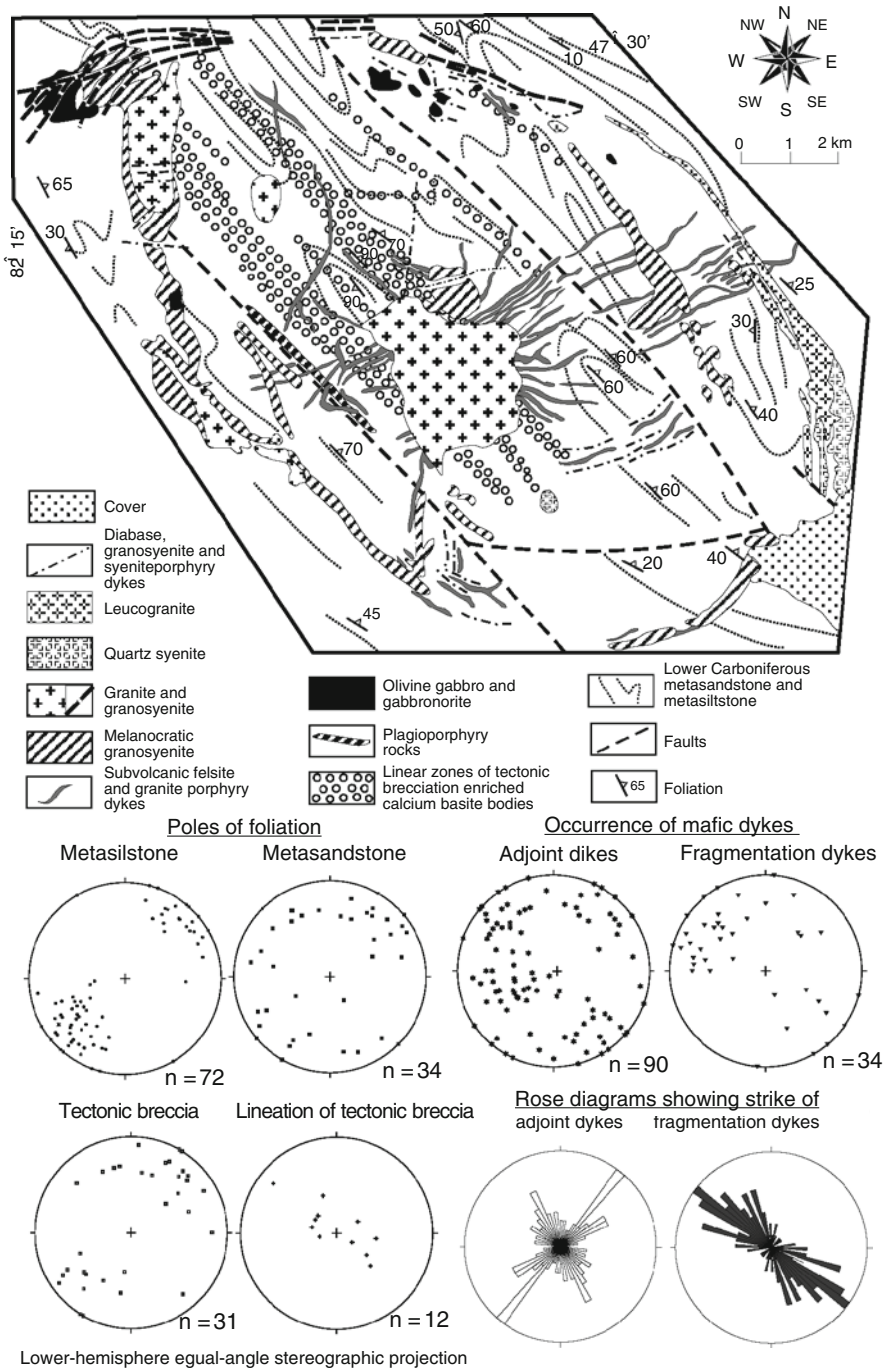 N
NW NE
W E
SW SE
S
0 1 2 km
50 60
10
47° 30'
82° 15'
65
30
70
90
90
25
30
60
60
40
70
60
20
40
45
Cover
Diabase,
granosyenite and
syeniteporphyry
dykes
Leucogranite
Quartz syenite
Granite and
granosyenite
Melanocratic
granosyenite
Subvolcanic felsite
and granite porphyry
dykes
Olivine gabbro and
gabbronorite
Plagioporphyry
rocks
Linear zones of tectonic
brecciation enriched
calcium basite bodies
Lower Carboniferous
metasandstone and
metasiltstone
Faults
65
Foliation
Poles of foliation
Metasilstone
Metasandstone
n = 72
n = 34
Occurrence of mafic dykes
Adjoint dikes
Fragmentation dykes
n = 90
n = 34
Tectonic breccia
Lineation of tectonic breccia
n = 31
n = 12
Rose diagrams showing strike of
adjoint dykes
fragmentation dykes
Lower-hemisphere egual-angle stereographic projection